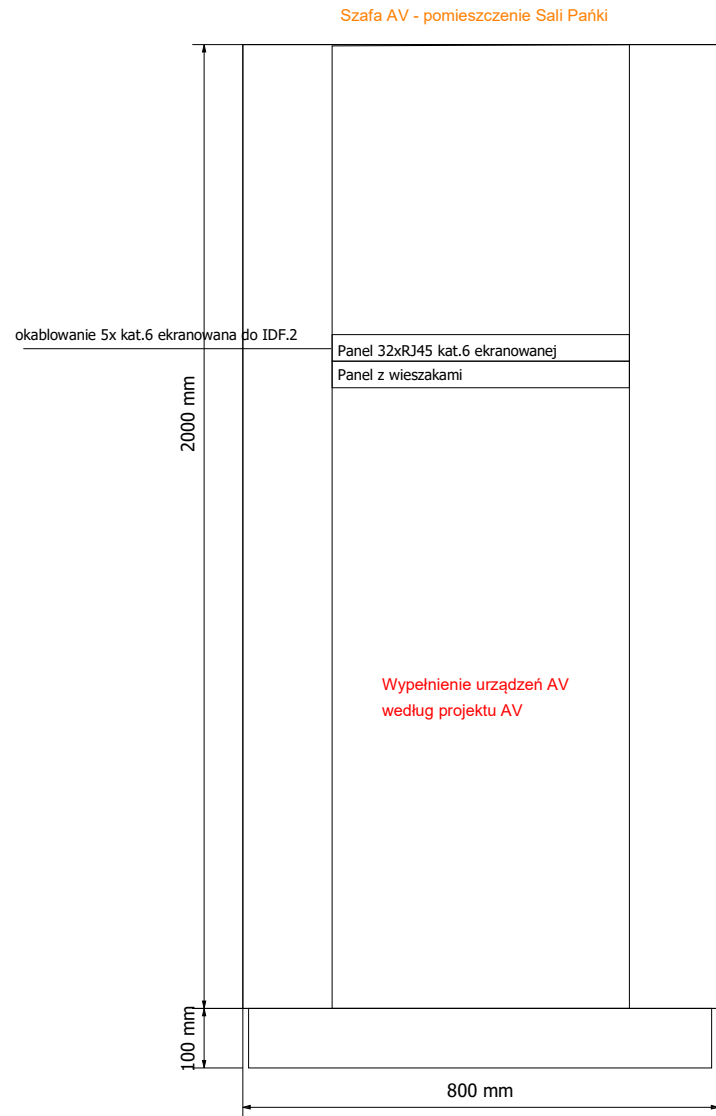 Szafa AV - pomieszczenie Sali Pańki
okablowanie 5x kat.6 ekranowana do IDF.2
Panel 32xRJ45 kat.6 ekranowanej
Panel z wieszakami
2000 mm
Wypełnienie urządzeń AV
według projektu AV
100 mm
800 mm